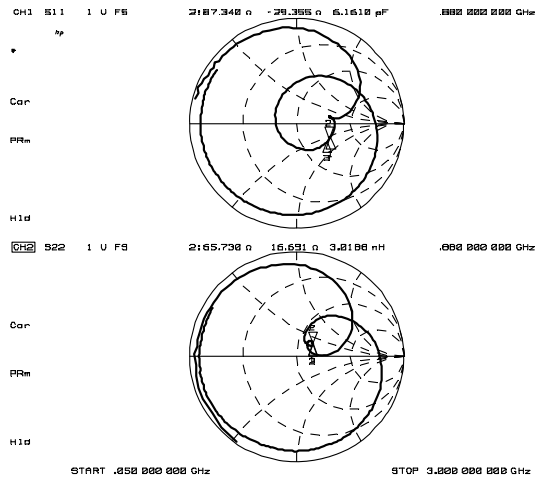 CH1 S11 1 U FS 2:87.340 Ω -29.355 Ω 6.1610 pF .880 000 000 GHz
hp
Cor
PRm
Hld
CH2 S22 1 U FS 2:55.730 Ω 16.691 Ω 3.0188 nH .880 000 000 GHz
Cor
PRm
Hld
START .050 000 000 GHz STOP 3.000 000 000 GHz